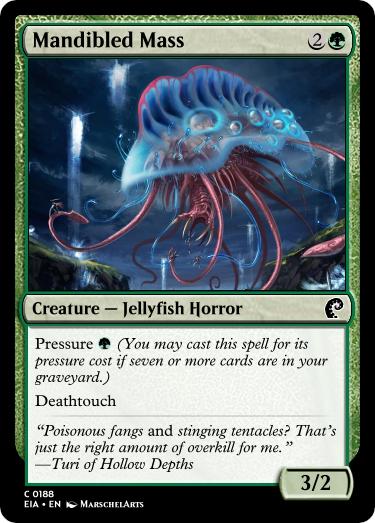 Mandibled Mass 2
Creature — Jellyfish Horror
Pressure (You may cast this spell for its
pressure cost if seven or more cards are in your
graveyard.)
Deathtouch
“Poisonous fangs and stinging tentacles? That's
just the right amount of overkill for me.”
—Turi of Hollow Depths
3/2
C 0188
EIA • EN MarschelArts